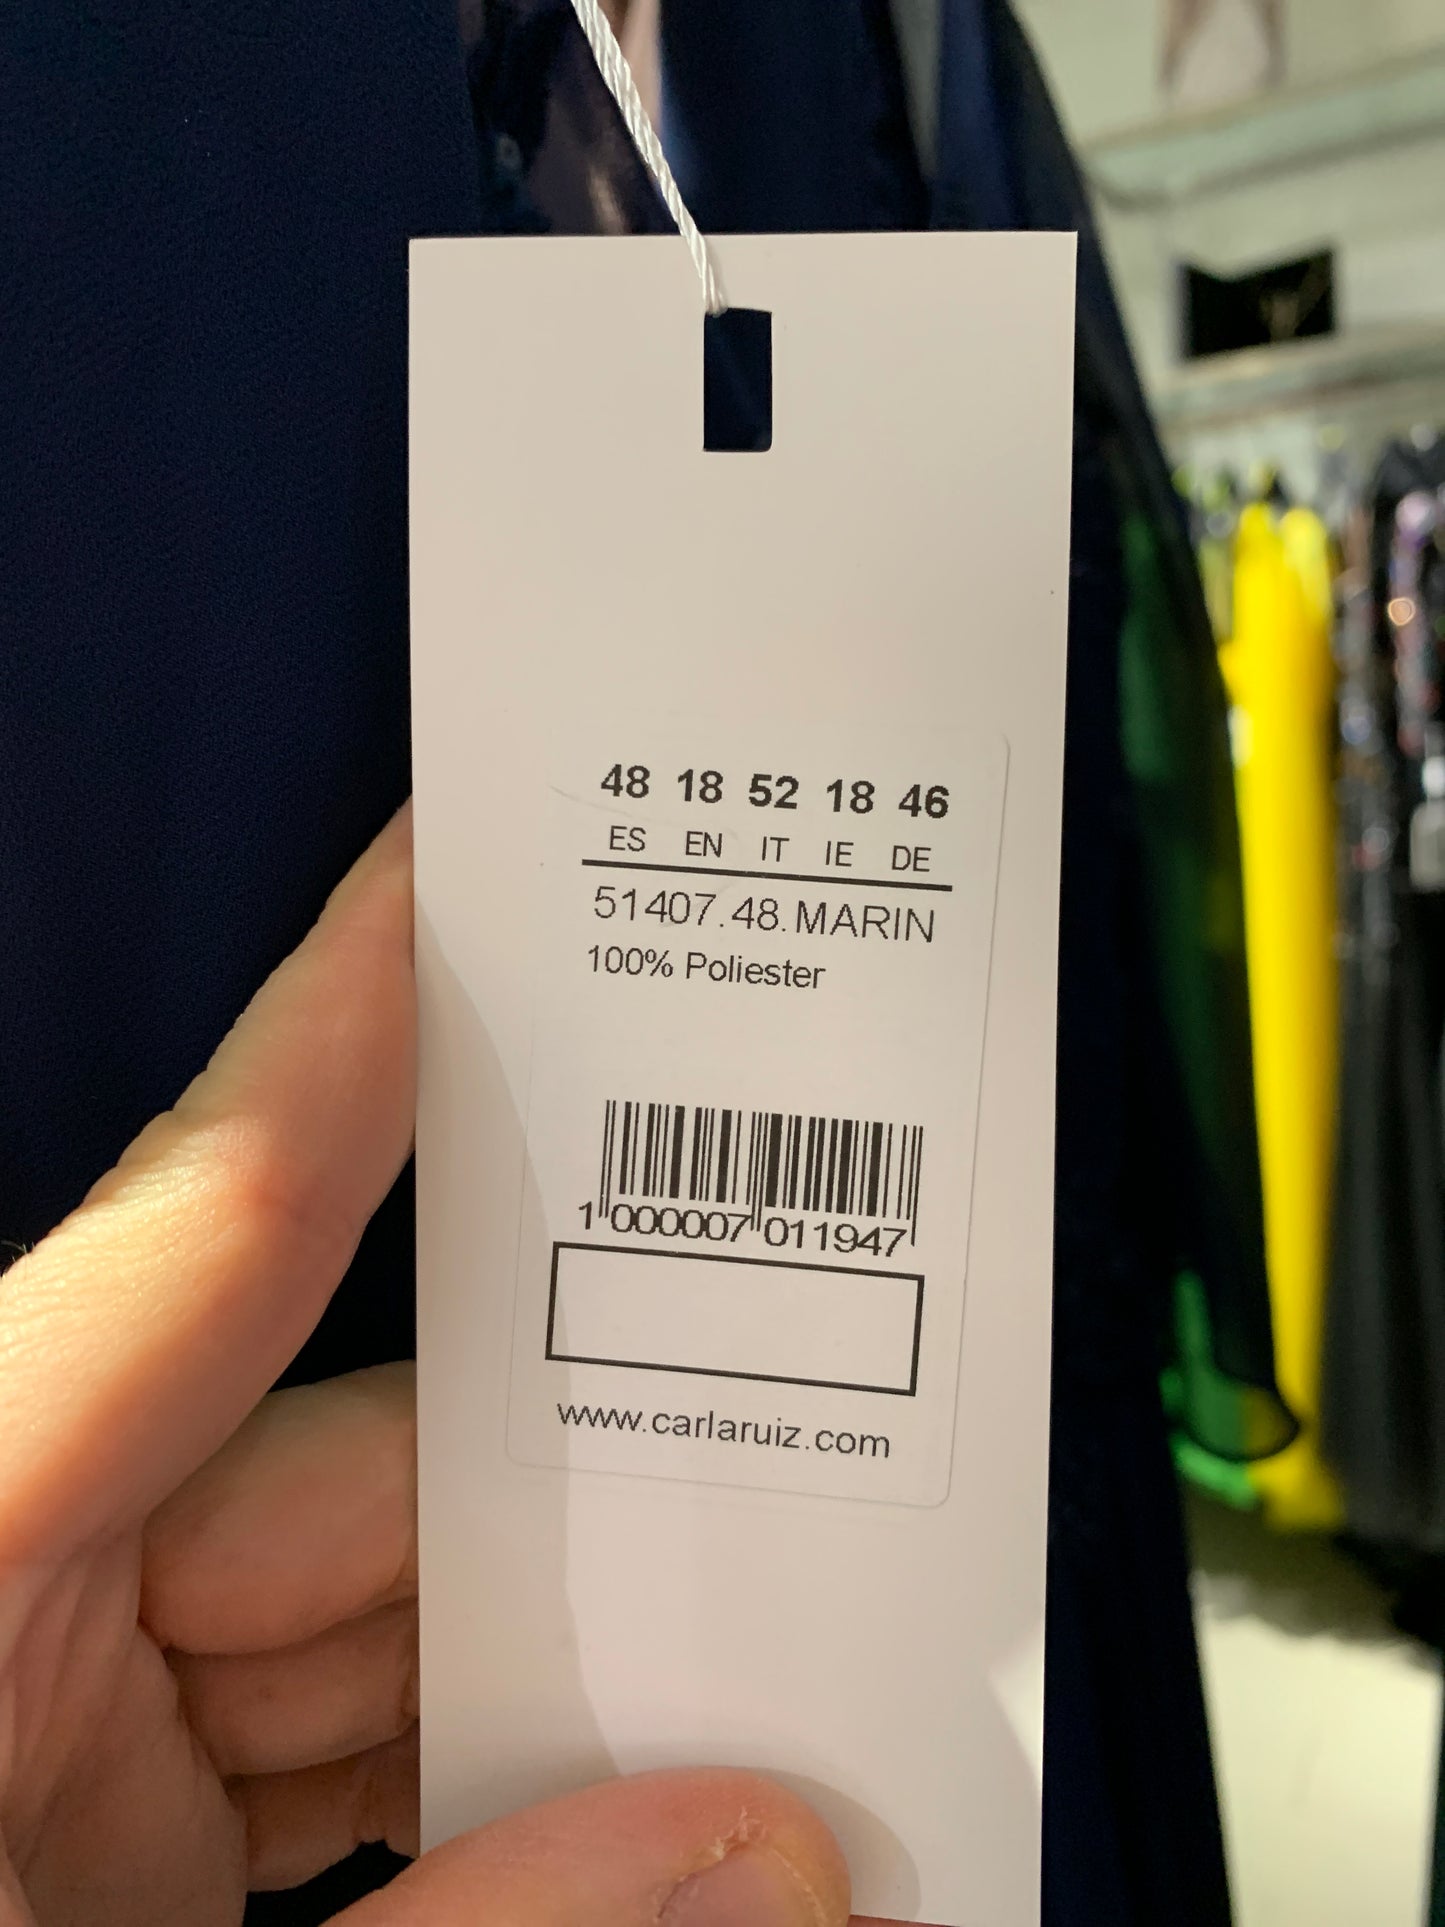 48 18 52 18 46
ES EN IT IE DE
51407.48.MARIN
100% Poliester
1 000007 011947
www.carlaruiz.com